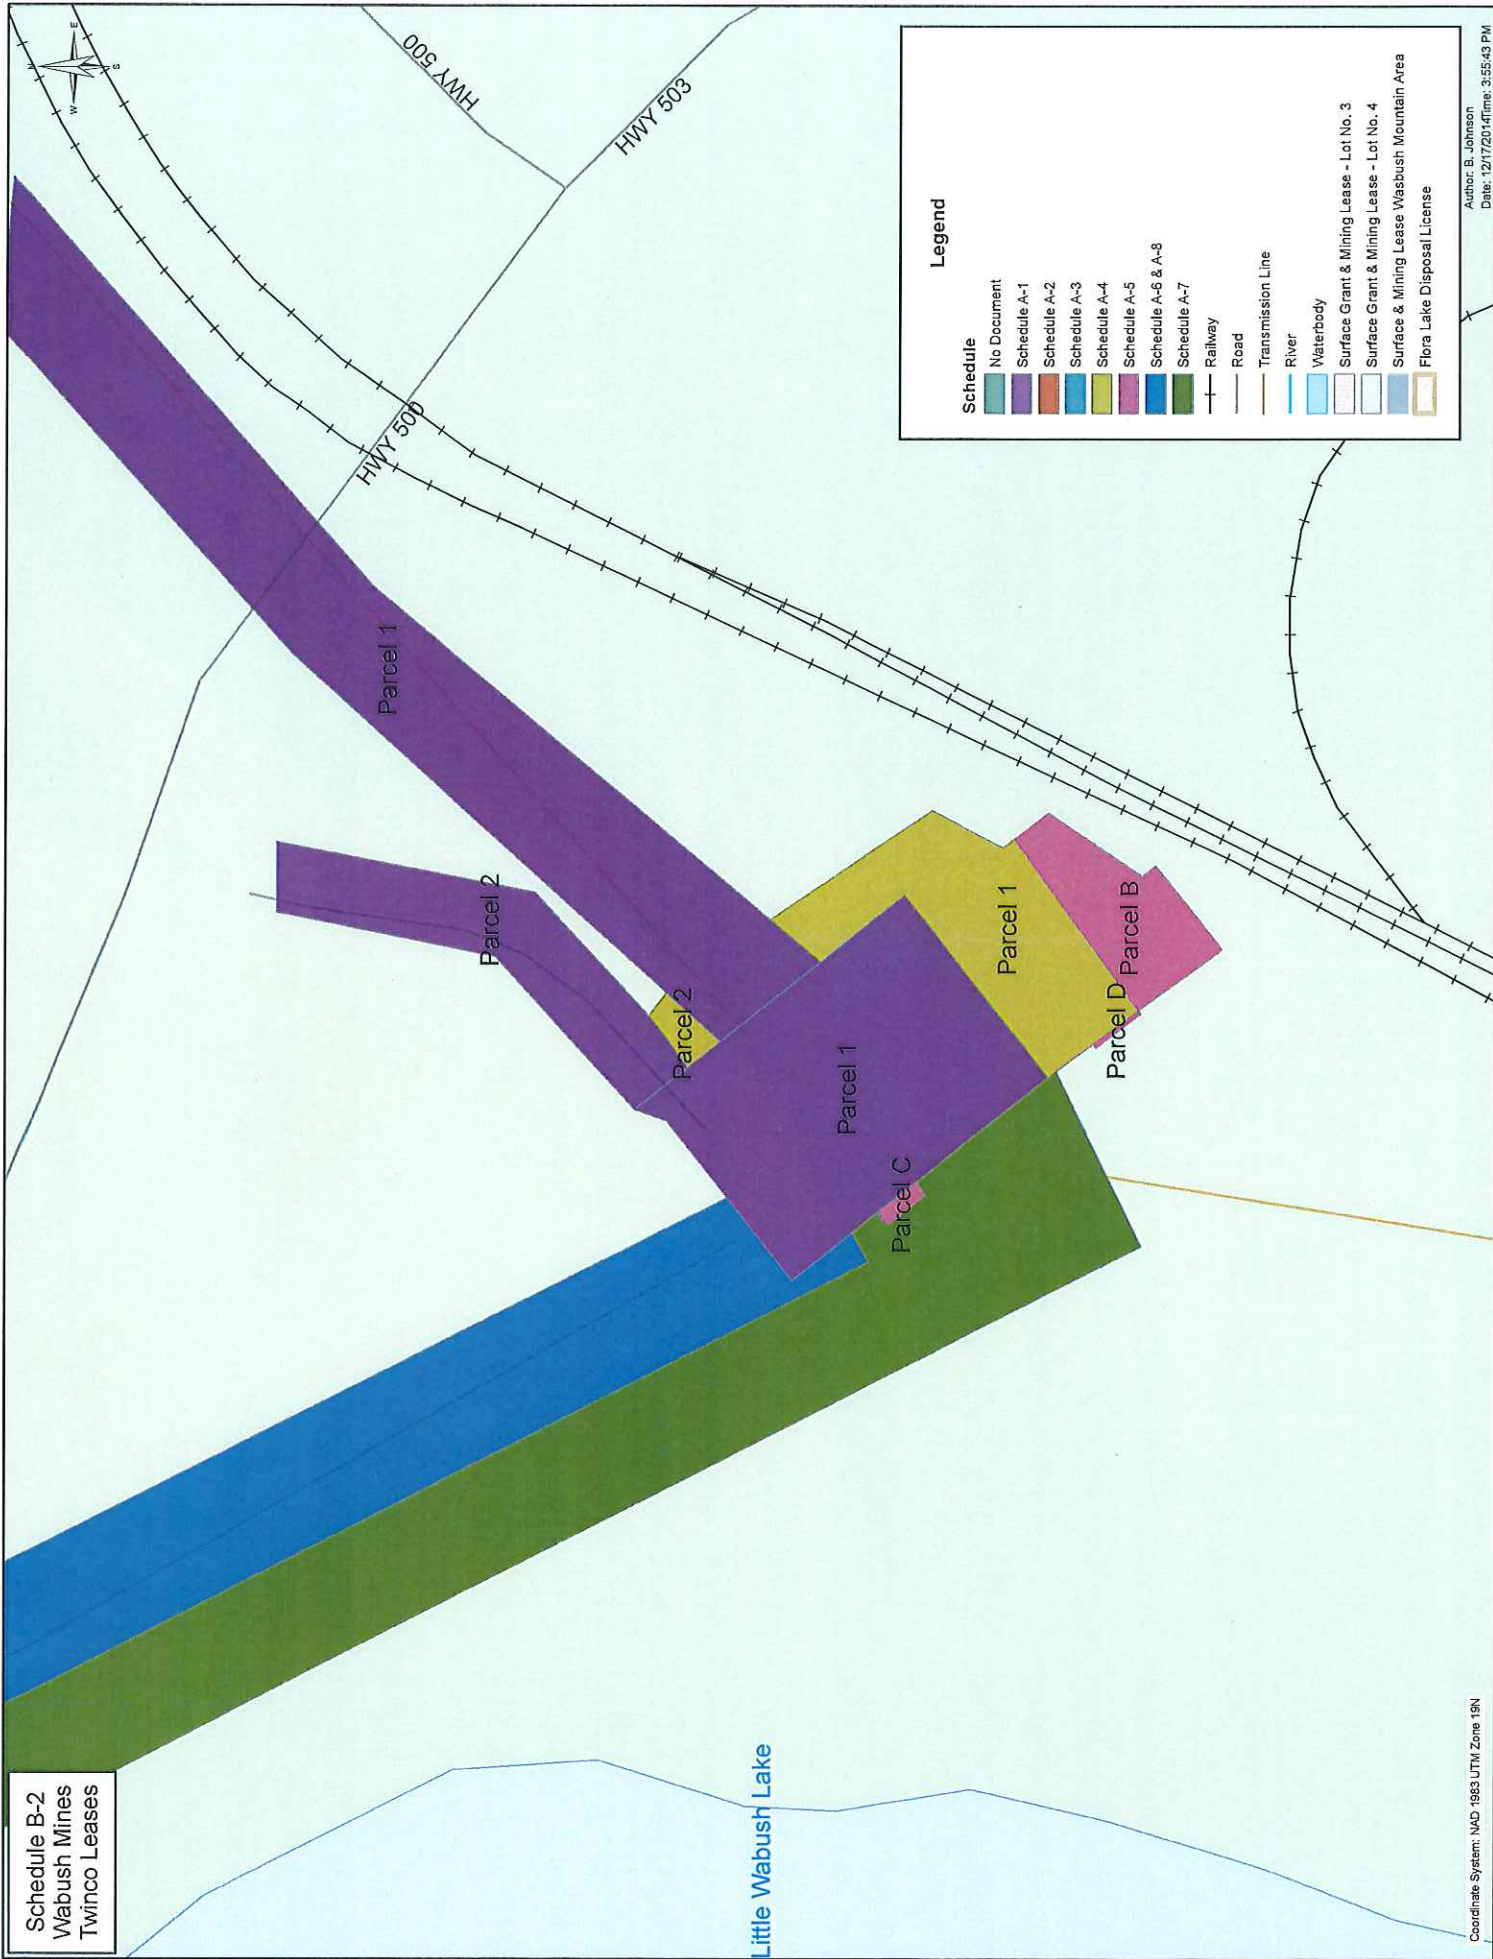 Schedule B-2
Wabush Mines
Twinco Leases
N
W
E
S
HWY 500
HWY 503
HWY 500
Parcel 1
Parcel 2
Parcel 2
Parcel 1
Parcel 1
Parcel B
Parcel D
Parcel C
Little Wabush Lake
Legend
Schedule
No Document
Schedule A-1
Schedule A-2
Schedule A-3
Schedule A-4
Schedule A-5
Schedule A-6 & A-8
Schedule A-7
Railway
Road
Transmission Line
River
Waterbody
Surface Grant & Mining Lease - Lot No. 3
Surface Grant & Mining Lease - Lot No. 4
Surface & Mining Lease Wasbush Mountain Area
Flora Lake Disposal License
Coordinate System: NAD 1983 UTM Zone 19N
Author: B. Johnson
Date: 12/17/2014Time: 3:55:43 PM